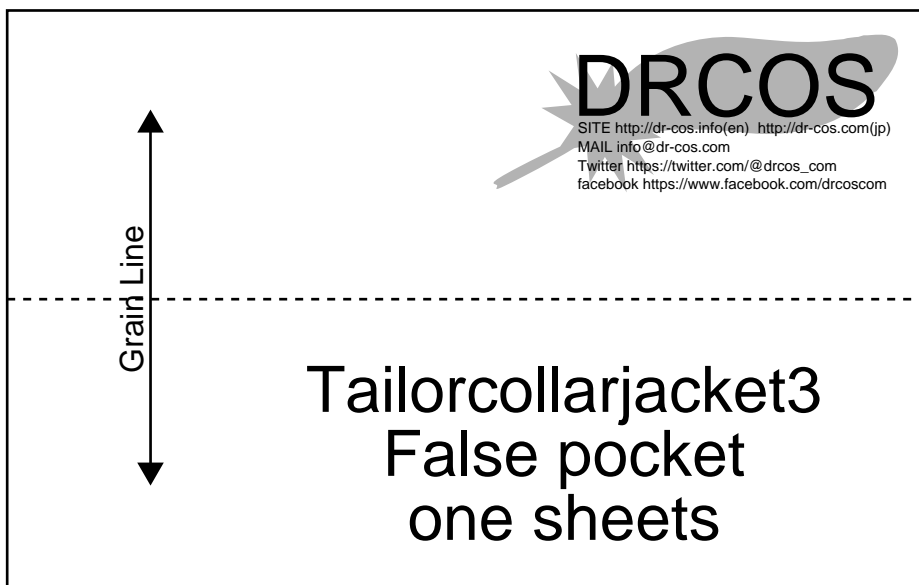 DRCOS
SITE http://dr-cos.info(en)  http://dr-cos.com(jp)
MAIL info@dr-cos.com
Twitter https://twitter.com/@drcos_com
facebook https://www.facebook.com/drcoscom
Grain Line
Tailorcollarjacket3
False pocket
one sheets